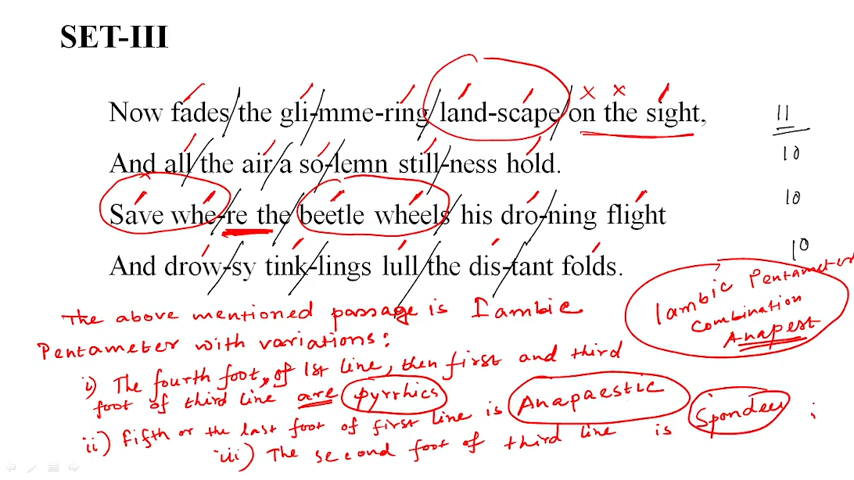 SET-III
Now fades/the gli/-mme-ring/land-scape/on the sight, 11
And all/the air/a so/-lemn still/-ness hold. 10
Save whe/-re the/beetle wheels/his dro/-ning flight 10
And drow/-sy tink/-lings lull/the dis/-tant folds. 10
Iambic Pentameter
combination
Anapest
The above mentioned passage is Iambic
Pentameter with variations:
i) The fourth foot, of 1st line, then first and third
foot of third line are pyrrhics
ii) Fifth or the last foot of first line is Anapaestic
iii) The second foot of third line is Spondees ;